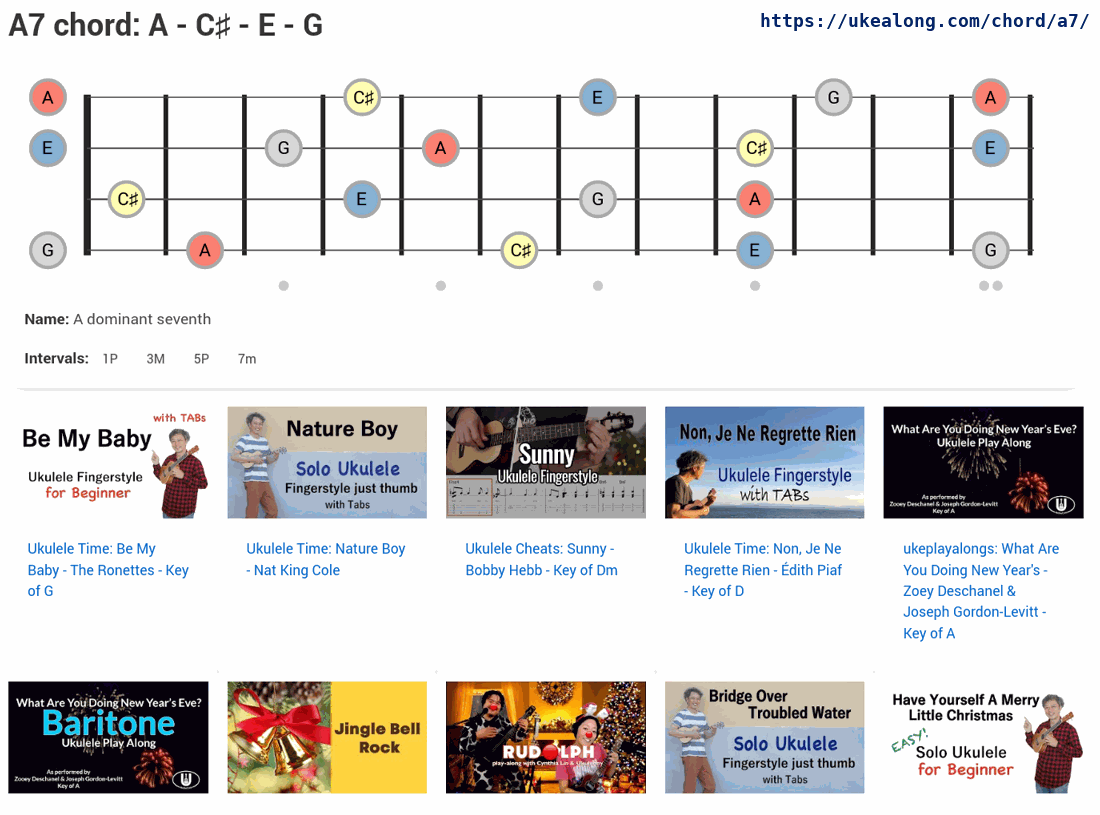 A7 chord: A - C♯ - E - G
https://ukealong.com/chord/a7/
A C♯ E G A
E G A C♯ E
C♯ E G A
G A C♯ E G
Name: A dominant seventh
Intervals: 1P 3M 5P 7m
with TABs
Be My Baby
Ukulele Fingerstyle
for Beginner
Nature Boy
Solo Ukulele
Fingerstyle just thumb
with Tabs
Sunny
Ukulele Fingerstyle
Non, Je Ne Regrette Rien
Ukulele Fingerstyle
with TABs
What Are You Doing New Year's Eve?
Ukulele Play Along
As performed by
Zooey Deschanel & Joseph Gordon-Levitt
Key of A
Ukulele Time: Be My
Baby - The Ronettes - Key
of G
Ukulele Time: Nature Boy
- Nat King Cole
Ukulele Cheats: Sunny -
Bobby Hebb - Key of Dm
Ukulele Time: Non, Je Ne
Regrette Rien - Édith Piaf
- Key of D
ukeplayalongs: What Are
You Doing New Year's -
Zoey Deschanel &
Joseph Gordon-Levitt -
Key of A
What Are You Doing New Year's Eve?
Baritone
Ukulele Play Along
As performed by
Zooey Deschanel & Joseph Gordon-Levitt
Key of A
Jingle Bell
Rock
RUDOLPH
play-along with Cynthia Lin &
Bridge Over
Troubled Water
Solo Ukulele
Fingerstyle just thumb
with Tabs
Have Yourself A Merry
Little Christmas
EASY!
Solo Ukulele
for Beginner